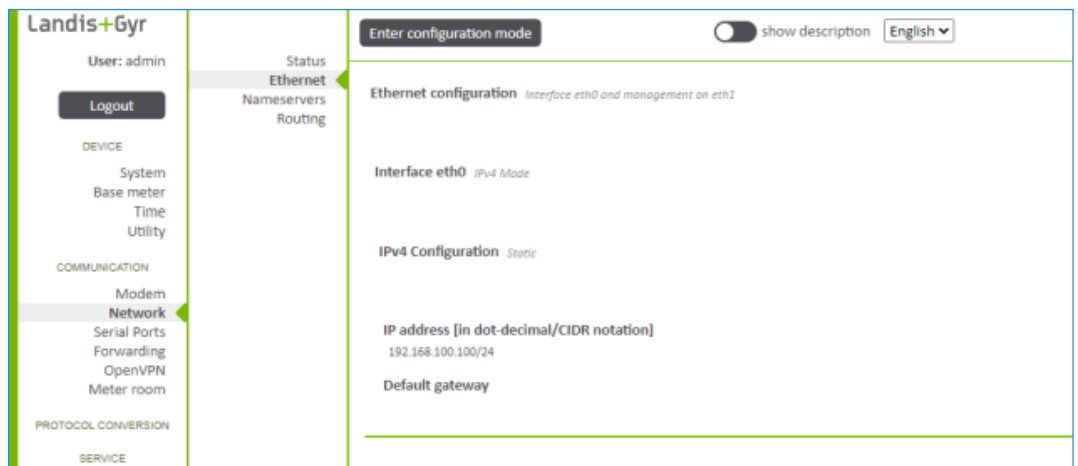 Landis+Gyr
User: admin
Logout
DEVICE
System
Base meter
Time
Utility
COMMUNICATION
Modem
Network
Serial Ports
Forwarding
OpenVPN
Meter room
PROTOCOL CONVERSION
SERVICE
Status
Ethernet
Nameservers
Routing
Enter configuration mode
show description
English
Ethernet configuration Interface eth0 and management on eth1
Interface eth0 IPv4 Mode
IPv4 Configuration Static
IP address [in dot-decimal/CIDR notation]
192.168.100.100/24
Default gateway